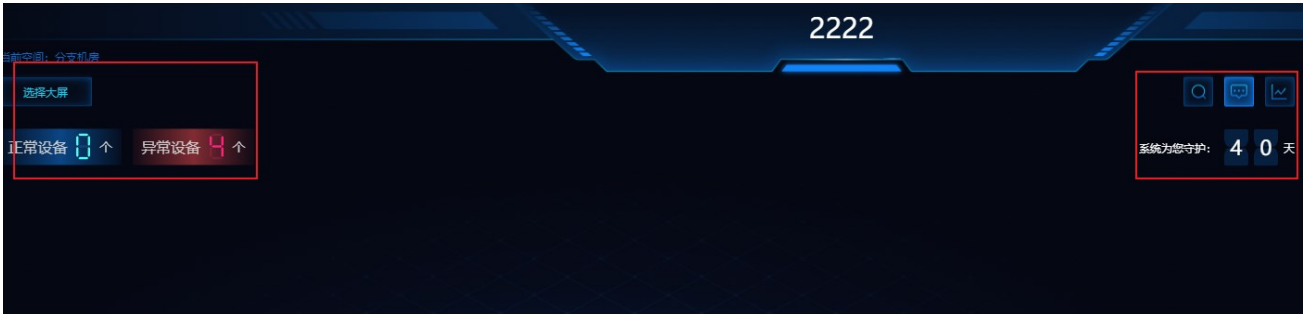 2222
当前空间：分支机房
选择大屏
正常设备 0 个 异常设备 4 个
系统为您守护： 4 0 天